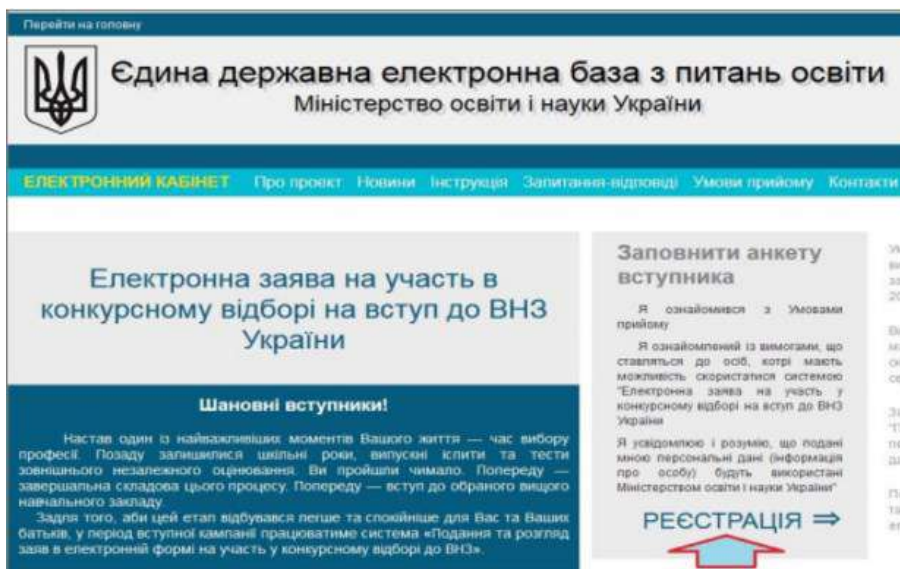 Перейти на головну
Єдина державна електронна база з питань освіти
Міністерство освіти і науки України
ЕЛЕКТРОННИЙ КАБІНЕТ Про проект Новини Інструкція Запитання-відповіді Умови прийому Контакти
Електронна заява на участь в
конкурсному відборі на вступ до ВНЗ
України
Шановні вступники!
Настав один із найважливіших моментів Вашого життя — час вибору
професії. Позаду залишилися шкільні роки, випускні іспити та тести
зовнішнього незалежного оцінювання. Ви пройшли чимало. Попереду —
завершальна складова цього процесу. Попереду — вступ до обраного вищого
навчального закладу.
Задля того, аби цей етап відбувався легше та спокійніше для Вас та Ваших
батьків, у період вступної кампанії працюватиме система «Подання та розгляд
заяв в електронній формі на участь у конкурсному відборі до ВНЗ».
Заповнити анкету
вступника
Я ознайомився з Умовами
прийому
Я ознайомлений із вимогами, що
ставляться до осіб, котрі мають
можливість скористатися системою
"Електронна заява на участь у
конкурсному відборі на вступ до ВНЗ
України
Я усвідомлюю і розумію, що подані
мною персональні дані (інформація
про особу) будуть використані
Міністерством освіти і науки України"
РЕЄСТРАЦІЯ ⇒